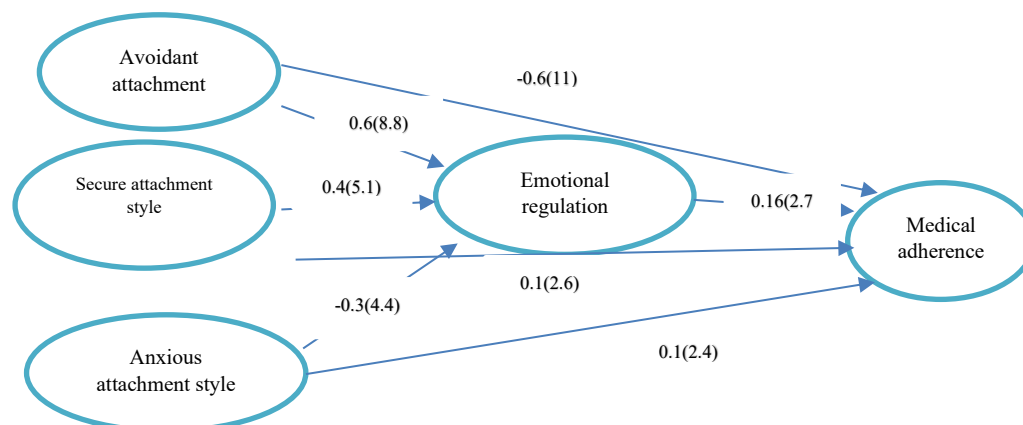 Avoidant
attachment
-0.6(11)
0.6(8.8)
Secure attachment
style
0.4(5.1)
Emotional
regulation
0.16(2.7
Medical
adherence
0.1(2.6)
-0.3(4.4)
Anxious
attachment style
0.1(2.4)